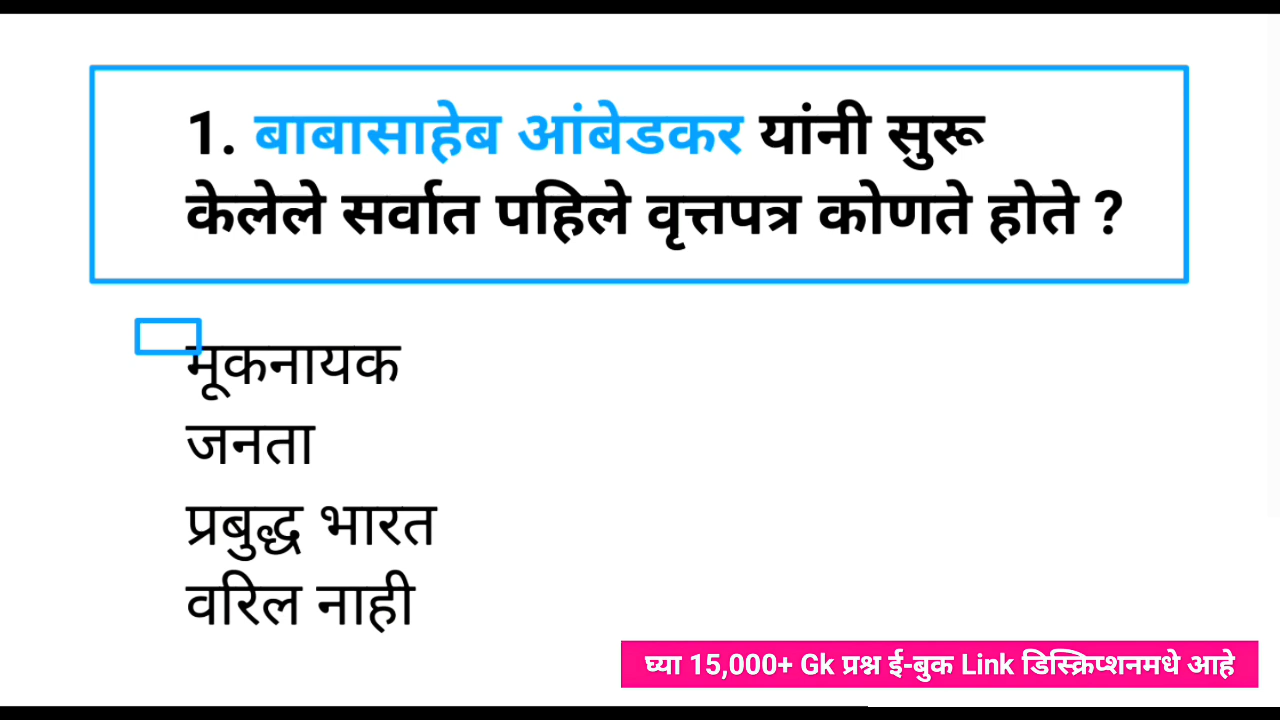 1. बाबासाहेब आंबेडकर यांनी सुरू
केलेले सर्वात पहिले वृत्तपत्र कोणते होते ?
मूकनायक
जनता
प्रबुद्ध भारत
वरिल नाही
घ्या 15,000+ Gk प्रश्न ई-बुक Link डिस्क्रिप्शनमधे आहे